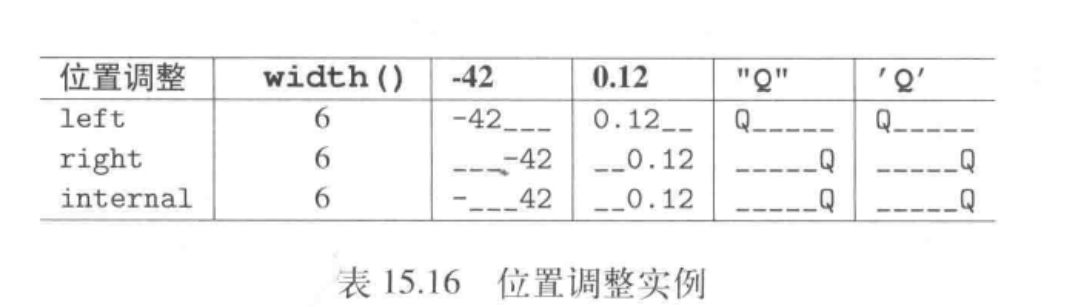 位置调整 width() -42 0.12 "Q" 'Q'
left 6 -42___ 0.12__ Q_____ Q_____
right 6 ___-42 __0.12 _____Q _____Q
internal 6 -___42 __0.12 _____Q _____Q
表 15.16 位置调整实例